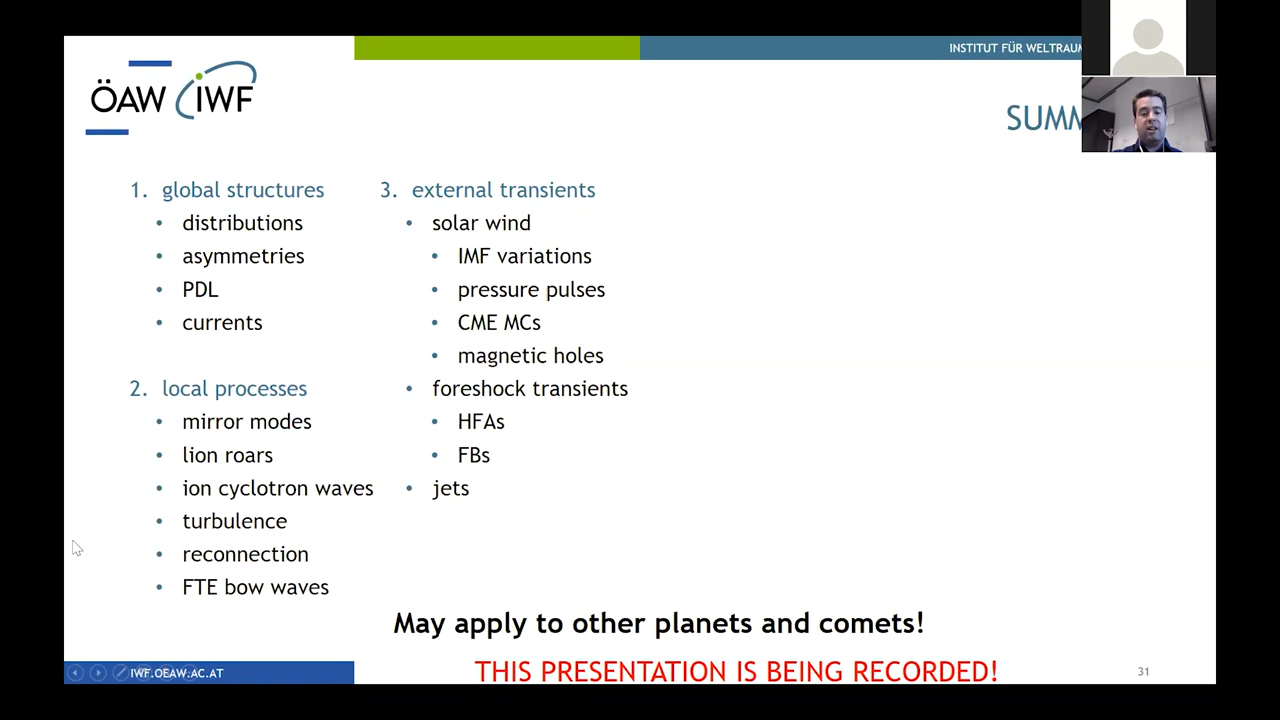 INSTITUT FÜR
ÖAW IWF
1. global structures
• distributions
• asymmetries
• PDL
• currents
2. local processes
• mirror modes
• lion roars
• ion cyclotron waves
• turbulence
• reconnection
• FTE bow waves
3. external transients
• solar wind
• IMF variations
• pressure pulses
• CME MCs
• magnetic holes
• foreshock transients
• HFAs
• FBs
• jets
May apply to other planets and comets!
IWF.OEAW.AC.AT
THIS PRESENTATION IS BEING RECORDED!
31